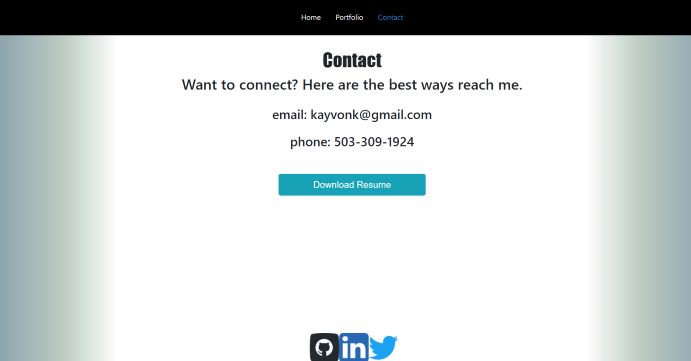 Home Portfolio Contact
Contact
Want to connect? Here are the best ways reach me.
email: kayvonk@gmail.com
phone: 503-309-1924
Download Resume
in